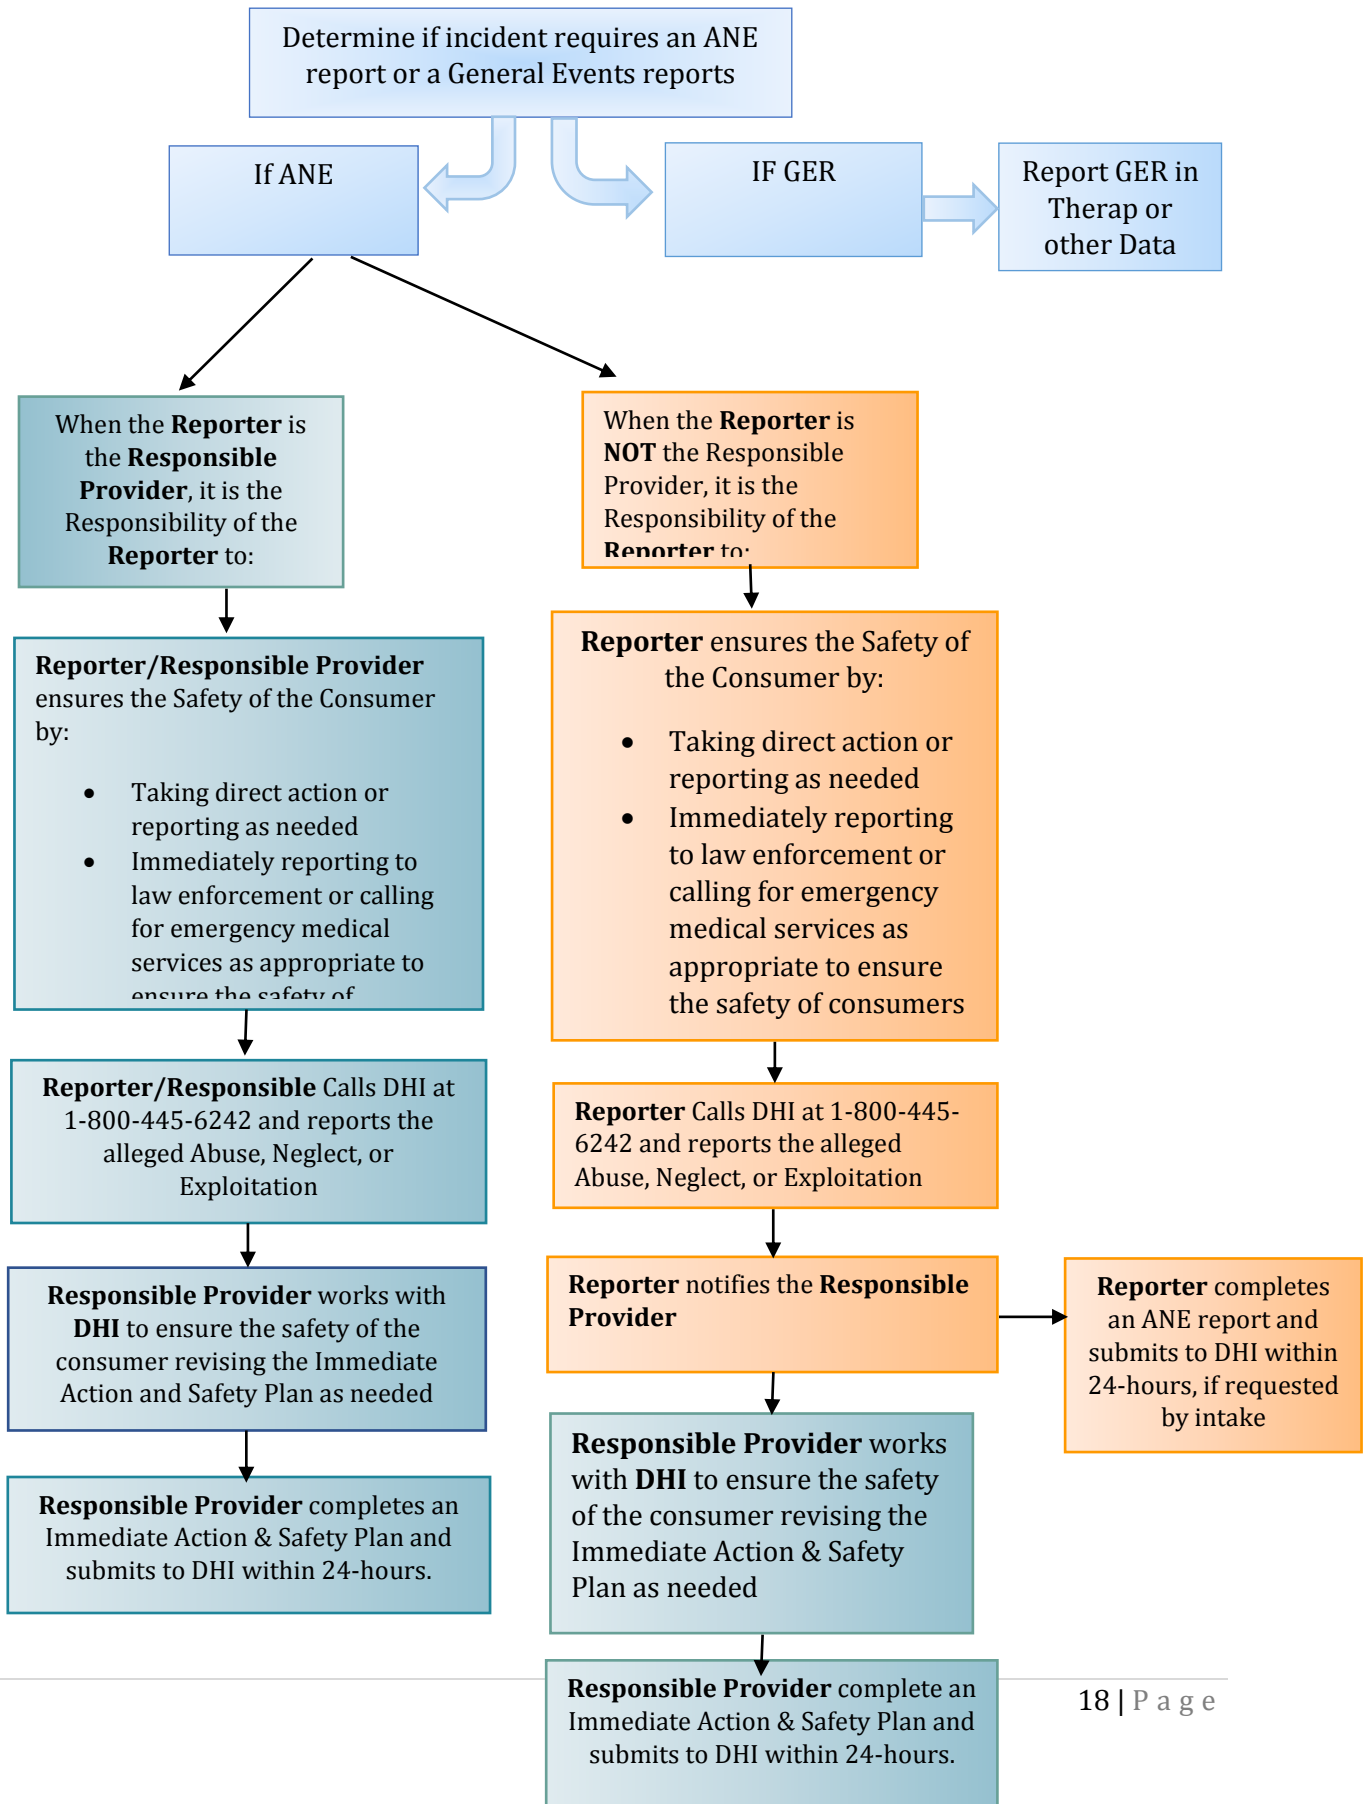 Determine if incident requires an ANE
report or a General Events reports
If ANE
IF GER
Report GER in
Therap or
other Data
When the Reporter is
the Responsible
Provider, it is the
Responsibility of the
Reporter to:
Reporter/Responsible Provider
ensures the Safety of the Consumer
by:
• Taking direct action or
reporting as needed
• Immediately reporting to
law enforcement or calling
for emergency medical
services as appropriate to
ensure the safety of
Reporter/Responsible Calls DHI at
1-800-445-6242 and reports the
alleged Abuse, Neglect, or
Exploitation
Responsible Provider works with
DHI to ensure the safety of the
consumer revising the Immediate
Action and Safety Plan as needed
Responsible Provider completes an
Immediate Action & Safety Plan and
submits to DHI within 24-hours.
When the Reporter is
NOT the Responsible
Provider, it is the
Responsibility of the
Reporter to:
Reporter ensures the Safety of
the Consumer by:
• Taking direct action or
reporting as needed
• Immediately reporting
to law enforcement or
calling for emergency
medical services as
appropriate to ensure
the safety of consumers
Reporter Calls DHI at 1-800-445-
6242 and reports the alleged
Abuse, Neglect, or Exploitation
Reporter notifies the Responsible
Provider
Reporter completes
an ANE report and
submits to DHI within
24-hours, if requested
by intake
Responsible Provider works
with DHI to ensure the safety
of the consumer revising the
Immediate Action & Safety
Plan as needed
Responsible Provider complete an
Immediate Action & Safety Plan and
submits to DHI within 24-hours.
18 | P a g e